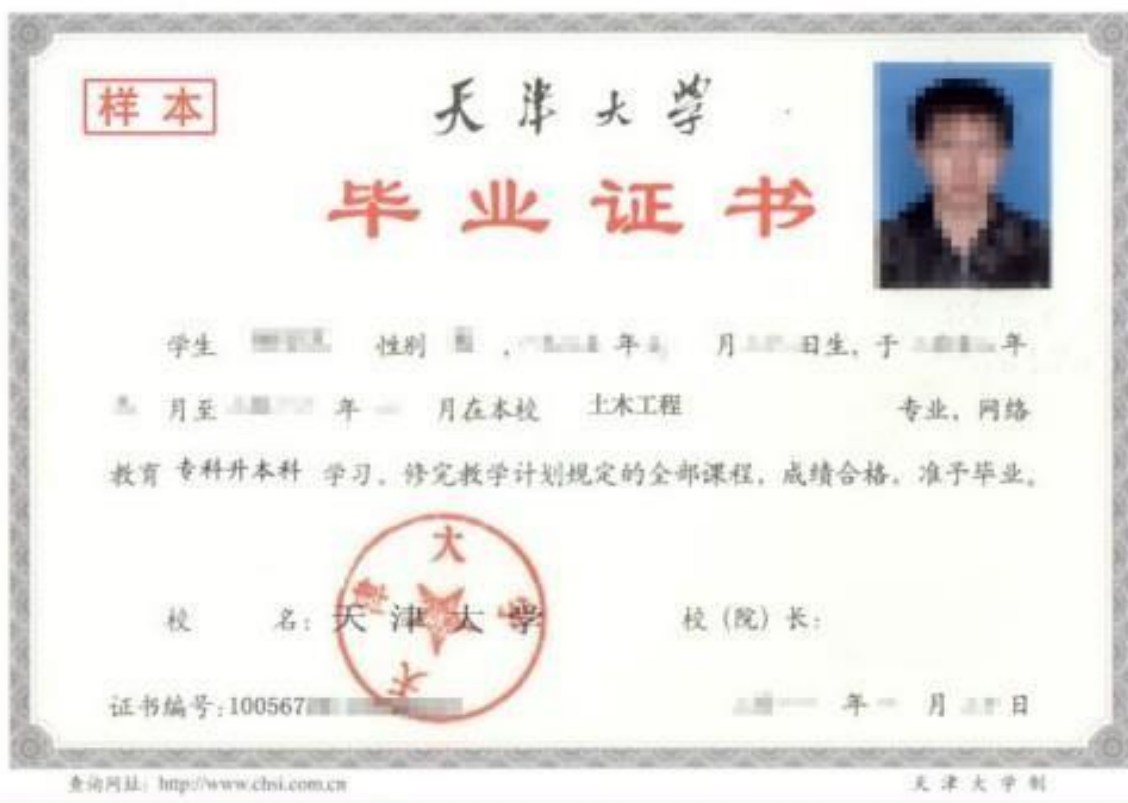 样本
天津大学
毕业证书
学生 性别 , 年 月 日生, 于 年
月至 年 月在本校 土木工程 专业, 网络
教育 专科升本科 学习, 修完教学计划规定的全部课程, 成绩合格, 准予毕业。
天津大学
校 名: 天津大学 校(院)长:
证书编号:100567 年 月 日
查询网址: http://www.chsi.com.cn 天津大学制